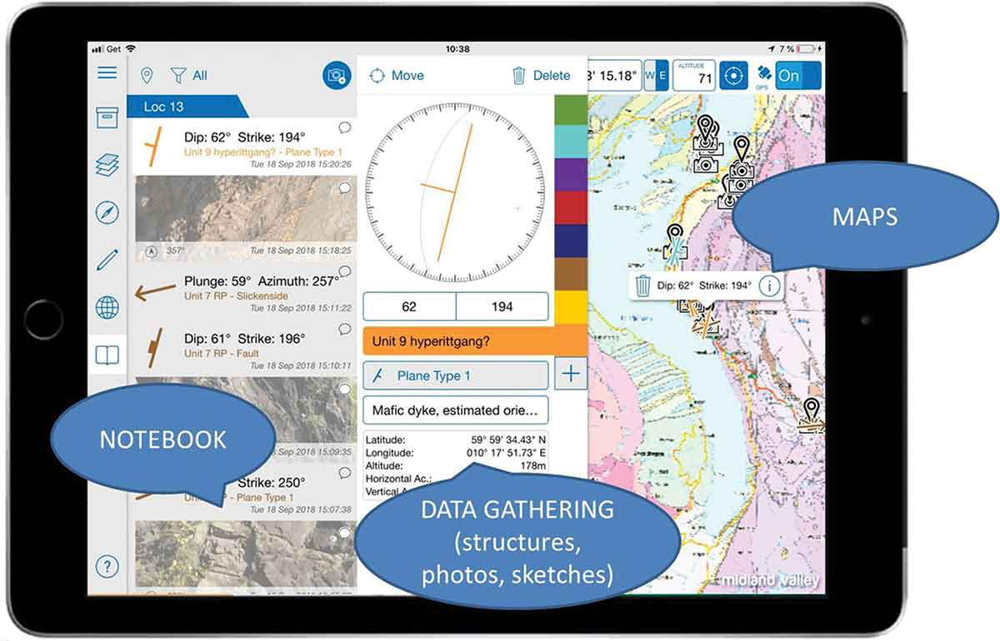 Get
10:38
7 %
All
Loc 13
Dip: 62° Strike: 194°
Unit 9 hyperittgang? - Plane Type 1
Tue 18 Sep 2018 15:20:26
357°
Tue 18 Sep 2018 15:18:25
Plunge: 59° Azimuth: 257°
Unit 7 RP - Slickenside
Tue 18 Sep 2018 15:11:22
Dip: 61° Strike: 196°
Unit 7 RP - Fault
Tue 18 Sep 2018 15:10:11
Sep 2018 15:09:35
Strike: 250°
- Plane Type 1
Tue 18 Sep 2018 15:07:38
?
NOTEBOOK
Move
Delete
62
194
Unit 9 hyperittgang?
Plane Type 1
+
Mafic dyke, estimated orie...
Latitude: 59° 59' 34.43" N
Longitude: 010° 17' 51.73" E
Altitude: 178m
Horizontal Ac.:
Vertical
DATA GATHERING
(structures,
photos, sketches)
3' 15.18"
W E
ALTITUDE
71
GPS
On
MAPS
Dip: 62° Strike: 194°
i
midland valley